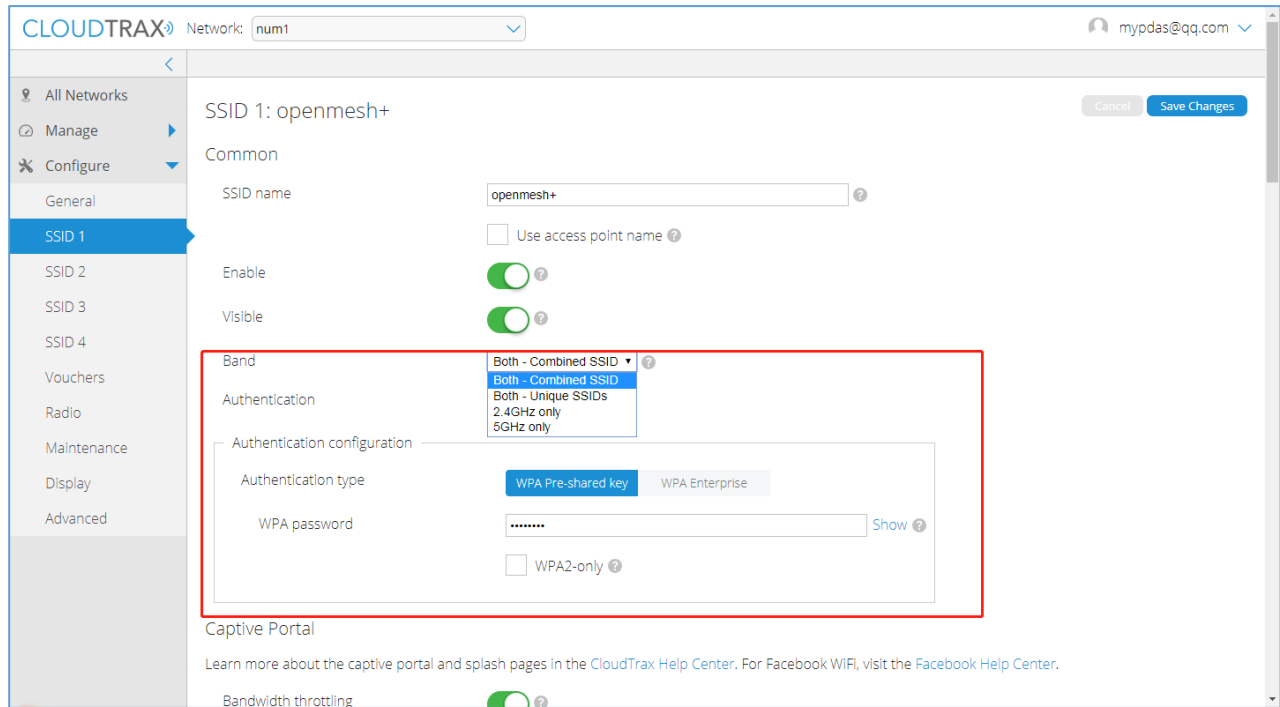 CLOUDTRAX Network: num1 mypdas@qq.com
All Networks
Manage
Configure
General
SSID 1
SSID 2
SSID 3
SSID 4
Vouchers
Radio
Maintenance
Display
Advanced
SSID 1: openmesh+ Cancel Save Changes
Common
SSID name openmesh+ ?
Use access point name ?
Enable ?
Visible ?
Band Both - Combined SSID ?
Both - Combined SSID
Both - Unique SSIDs
2.4GHz only
5GHz only
Authentication
Authentication configuration
Authentication type WPA Pre-shared key WPA Enterprise
WPA password •••••••• Show ?
WPA2-only ?
Captive Portal
Learn more about the captive portal and splash pages in the CloudTrax Help Center. For Facebook WiFi, visit the Facebook Help Center.
Bandwidth throttling ?